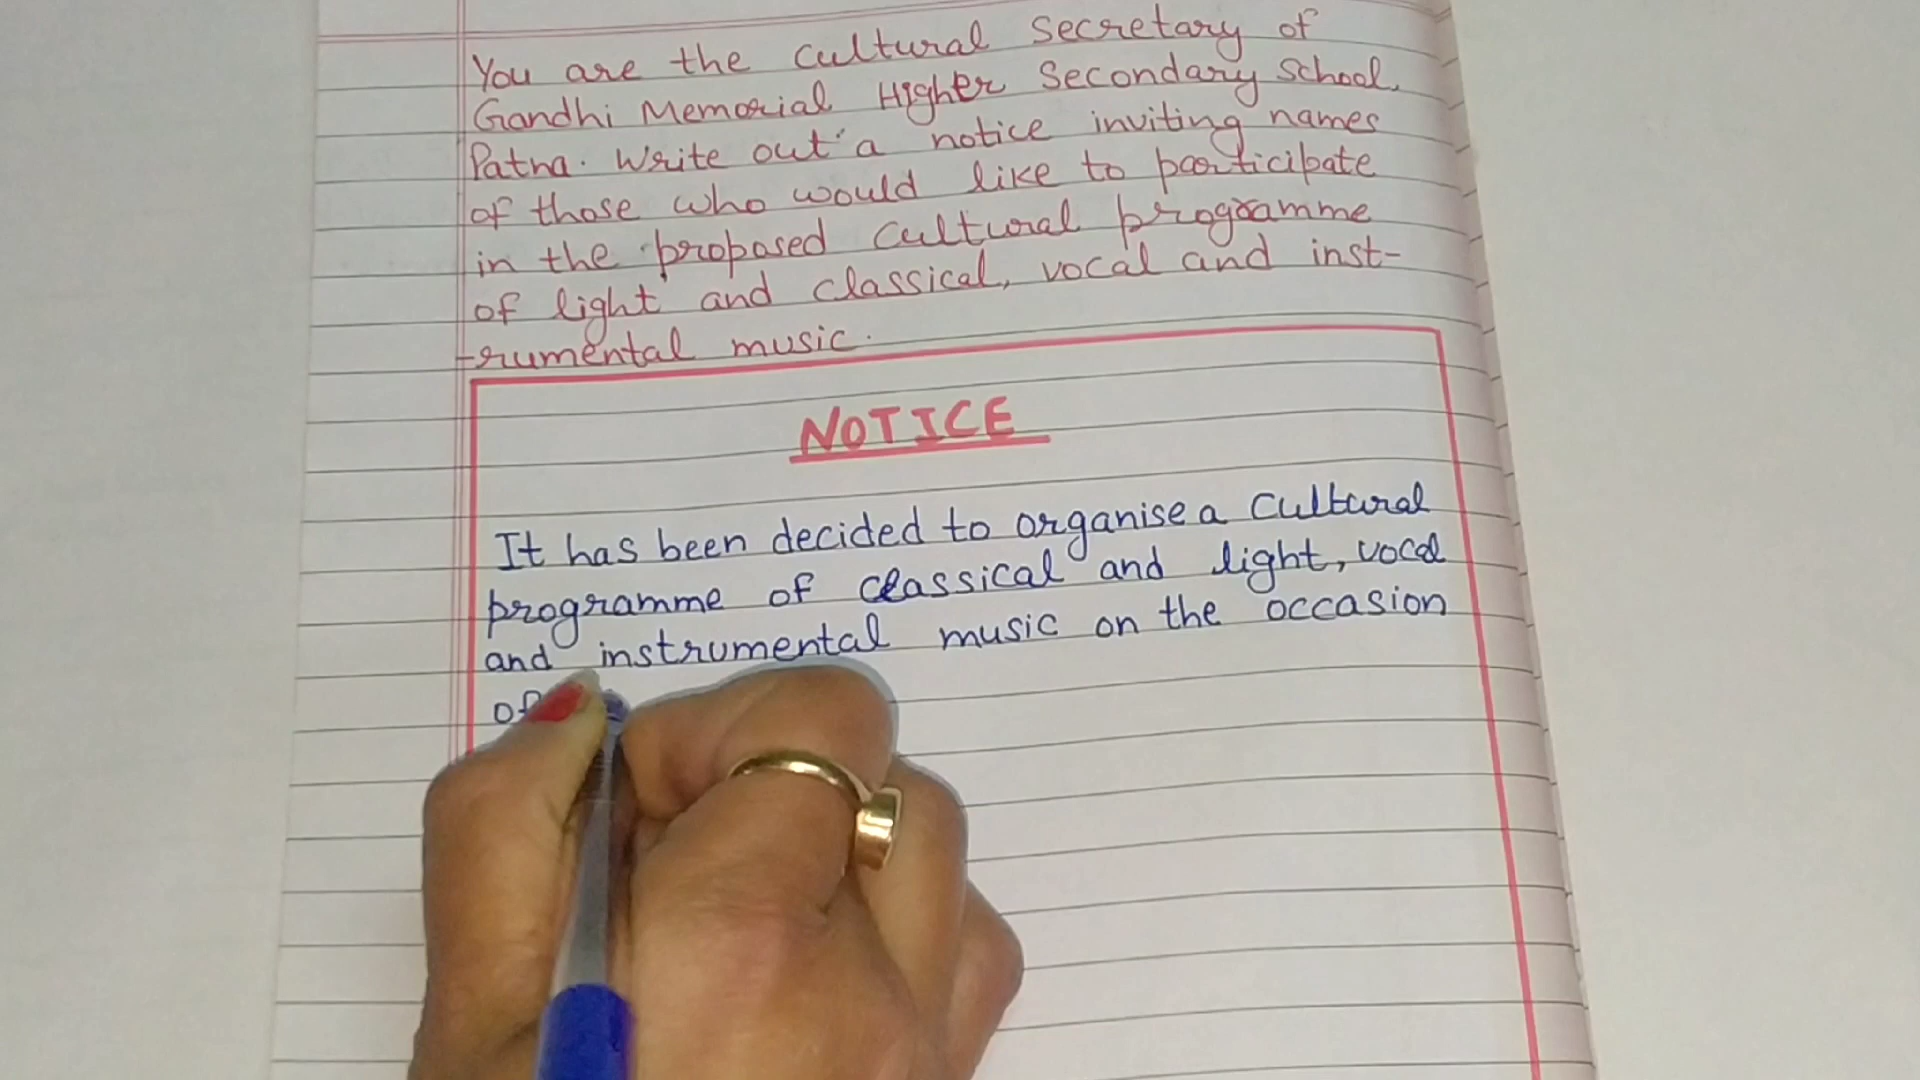 You are the cultural secretary of
Gandhi Memorial Higher Secondary School,
Patna. Write out a notice inviting names
of those who would like to participate
in the proposed cultural programme
of light and classical, vocal and inst-
-rumental music.
NOTICE
It has been decided to organise a cultural
programme of classical and light, vocal
and instrumental music on the occasion
of